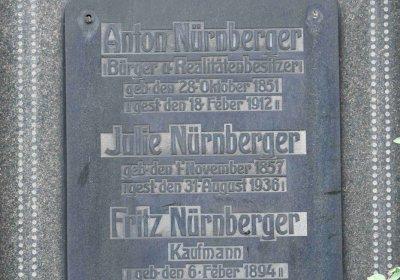 Anton Nürnberger
Bürger u. Realitätenbesitzer
geb. den 28. Oktober 1851
gest. den 18. Feber 1912
Julie Nürnberger
geb. den 1. November 1857
gest. den 31. August 1936
Fritz Nürnberger
Kaufmann
geb. den 6. Feber 1894